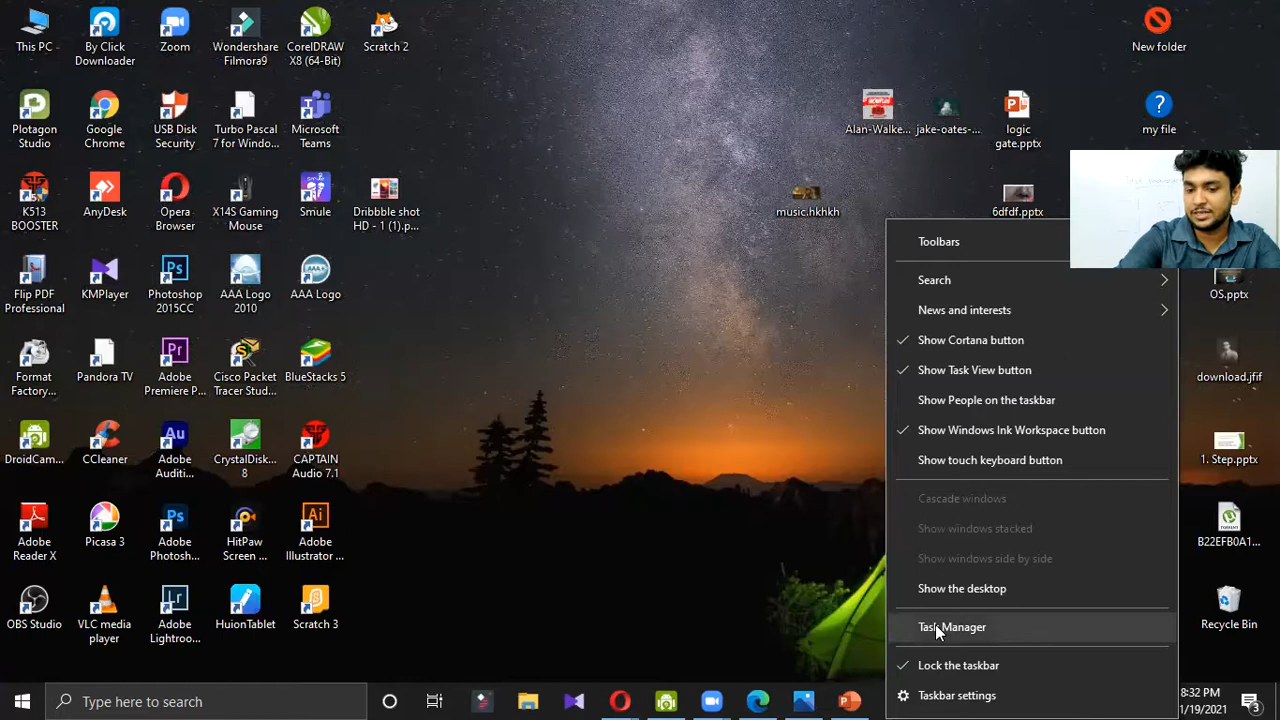 This PC
By Click
Downloader
Zoom
Wondershare
Filmora9
CorelDRAW
X8 (64-Bit)
Scratch 2
New folder
Plotagon
Studio
Google
Chrome
USB Disk
Security
Turbo Pascal
7 for Windo...
Microsoft
Teams
Alan-Walke...
jake-oates-...
logic
gate.pptx
my file
K513
BOOSTER
AnyDesk
Opera
Browser
X14S Gaming
Mouse
Smule
Dribbble shot
HD - 1 (1).p...
music.hkhkh
6dfdf.pptx
Flip PDF
Professional
KMPlayer
Photoshop
2015CC
AAA Logo
2010
AAA Logo
OS.pptx
Format
Factory...
Pandora TV
Adobe
Premiere P...
Cisco Packet
Tracer Stud...
BlueStacks 5
download.jfif
DroidCam...
CCleaner
Adobe
Auditi...
CrystalDisk...
8
CAPTAIN
Audio 7.1
1. Step.pptx
Adobe
Reader X
Picasa 3
Adobe
Photosh...
HitPaw
Screen ...
Adobe
Illustrator ...
B22EFB0A1...
OBS Studio
VLC media
player
Adobe
Lightroo...
HuionTablet
Scratch 3
Recycle Bin
Toolbars
Search
News and interests
Show Cortana button
Show Task View button
Show People on the taskbar
Show Windows Ink Workspace button
Show touch keyboard button
Cascade windows
Show windows stacked
Show windows side by side
Show the desktop
Task Manager
Lock the taskbar
Taskbar settings
Type here to search
8:32 PM
/19/2021
3